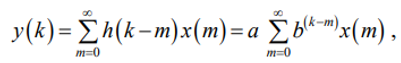 y(k) = ∑_{m=0}^{∞} h(k−m)x(m) = a ∑_{m=0}^{∞} b^{(k−m)}x(m) ,